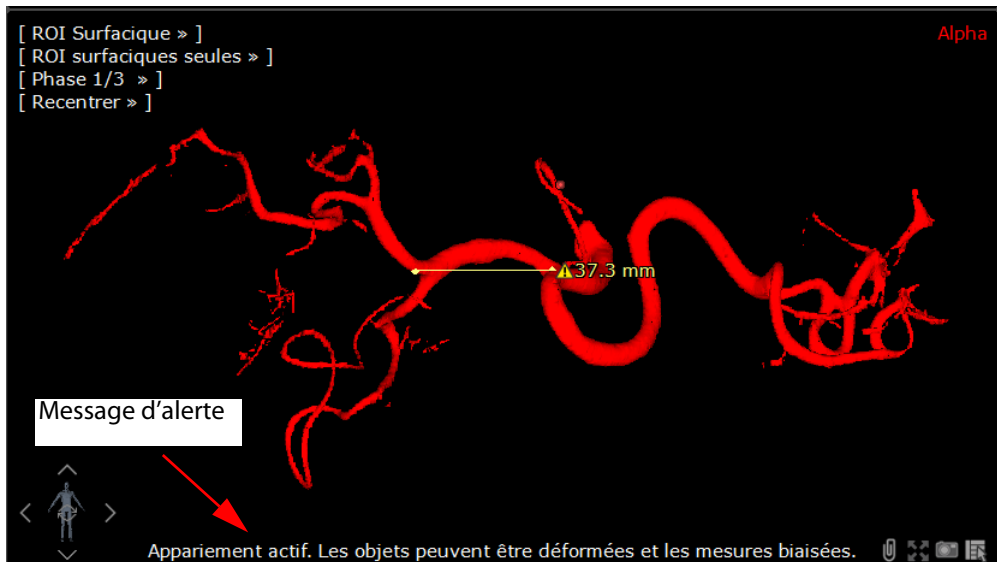 [ ROI Surfacique » ]
Alpha
[ ROI surfaciques seules » ]
[ Phase 1/3 » ]
[ Recentrer » ]
37.3 mm
Message d’alerte
Appariement actif. Les objets peuvent être déformées et les mesures biaisées.